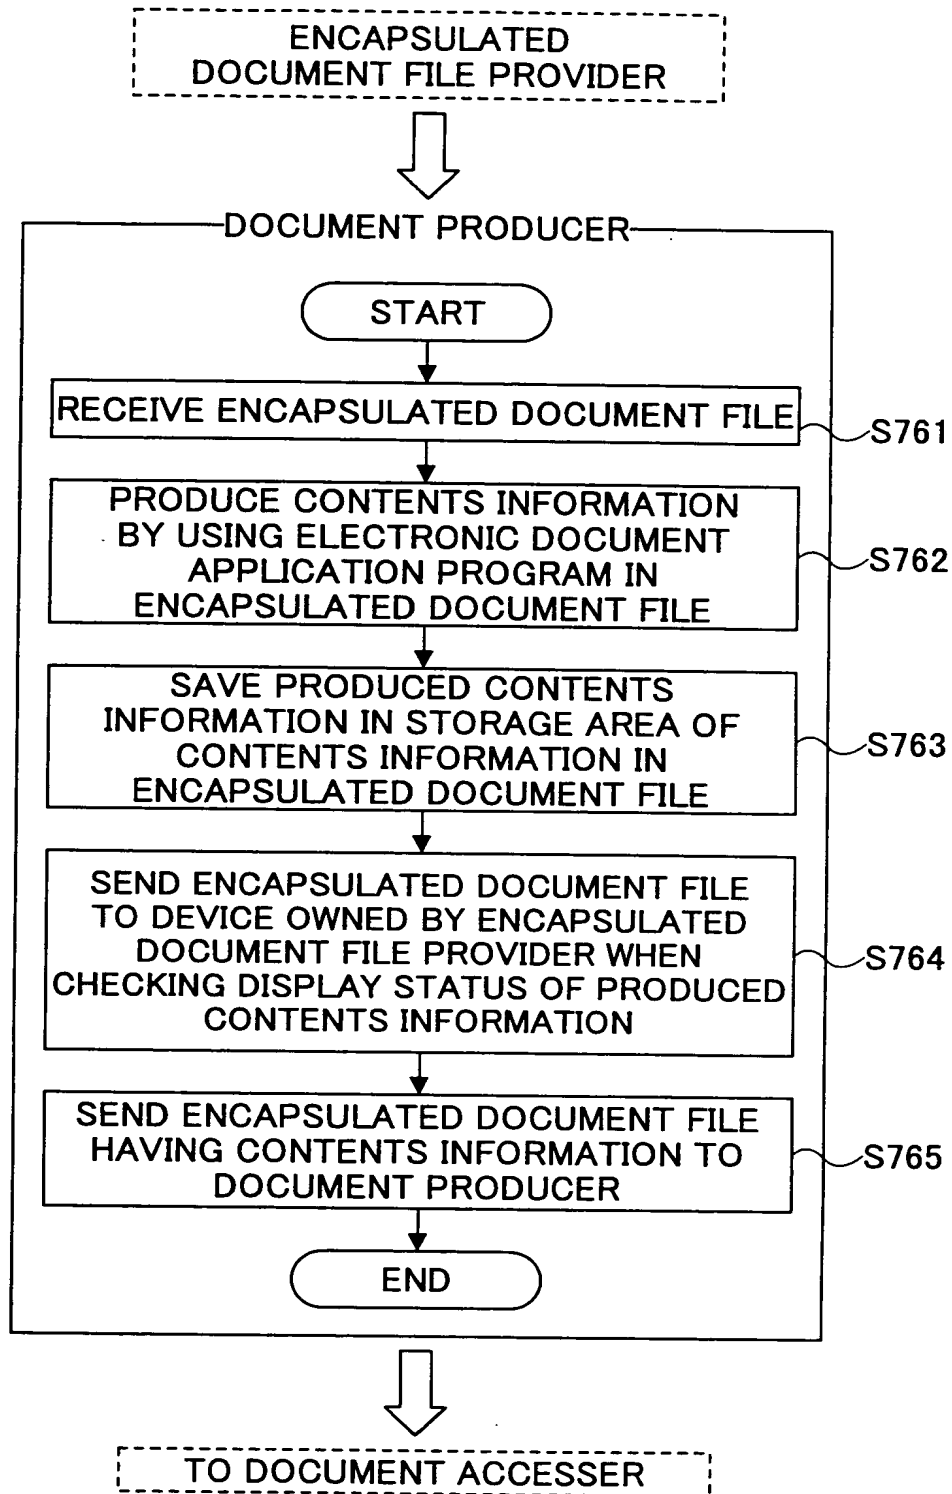 ENCAPSULATED
DOCUMENT FILE PROVIDER
DOCUMENT PRODUCER
START
RECEIVE ENCAPSULATED DOCUMENT FILE
S761
PRODUCE CONTENTS INFORMATION
BY USING ELECTRONIC DOCUMENT
APPLICATION PROGRAM IN
ENCAPSULATED DOCUMENT FILE
S762
SAVE PRODUCED CONTENTS
INFORMATION IN STORAGE AREA OF
CONTENTS INFORMATION IN
ENCAPSULATED DOCUMENT FILE
S763
SEND ENCAPSULATED DOCUMENT FILE
TO DEVICE OWNED BY ENCAPSULATED
DOCUMENT FILE PROVIDER WHEN
CHECKING DISPLAY STATUS OF PRODUCED
CONTENTS INFORMATION
S764
SEND ENCAPSULATED DOCUMENT FILE
HAVING CONTENTS INFORMATION TO
DOCUMENT PRODUCER
S765
END
TO DOCUMENT ACCESSER